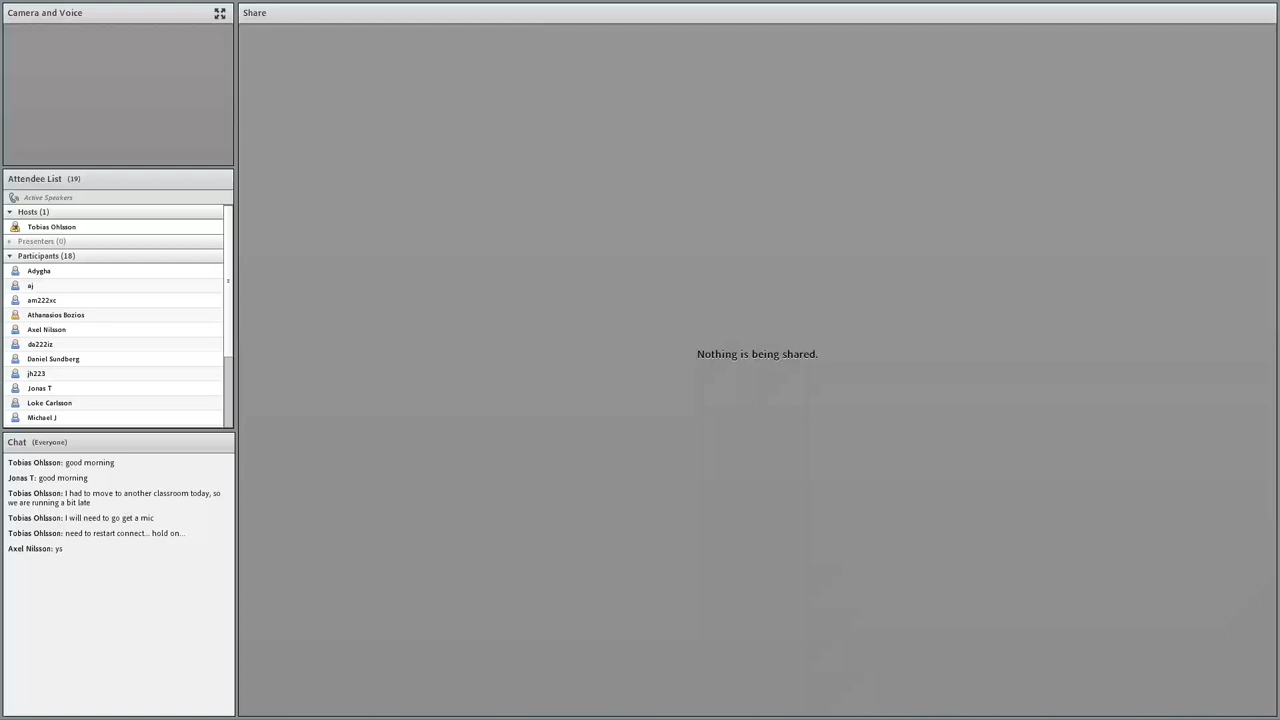 Camera and Voice
Share
Attendee List (19)
Active Speakers
Hosts (1)
Tobias Ohlsson
Presenters (0)
Participants (18)
Adygha
aj
am222xc
Athanasios Bozios
Axel Nilsson
da222iz
Daniel Sundberg
jh223
Jonas T
Loke Carlsson
Michael J
Nothing is being shared.
Chat (Everyone)
Tobias Ohlsson: good morning
Jonas T: good morning
Tobias Ohlsson: I had to move to another classroom today, so
we are running a bit late
Tobias Ohlsson: I will need to go get a mic
Tobias Ohlsson: need to restart connect... hold on...
Axel Nilsson: ys